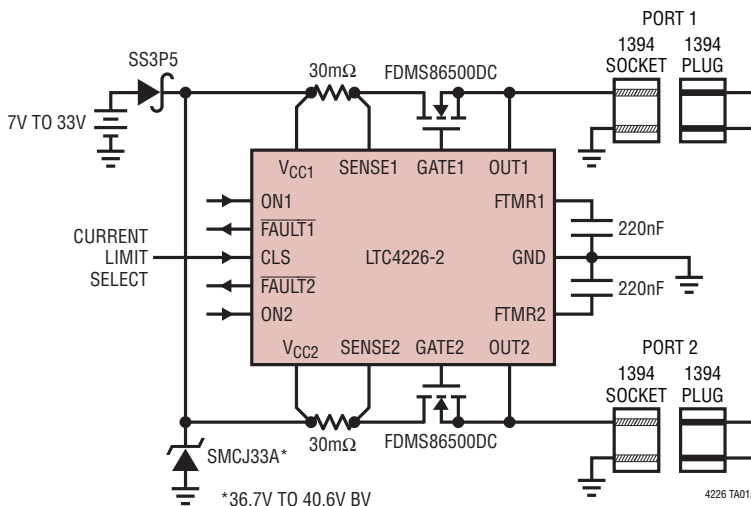 PORT 1
1394
SOCKET
1394
PLUG
SS3P5
30mΩ
FDMS86500DC
7V TO 33V
VCC1
SENSE1
GATE1
OUT1
ON1
FAULT1
CLS
FAULT2
ON2
CURRENT
LIMIT
SELECT
LTC4226-2
FTMR1
GND
FTMR2
220nF
220nF
VCC2
SENSE2
GATE2
OUT2
PORT 2
1394
SOCKET
1394
PLUG
30mΩ
FDMS86500DC
SMCJ33A*
*36.7V TO 40.6V BV